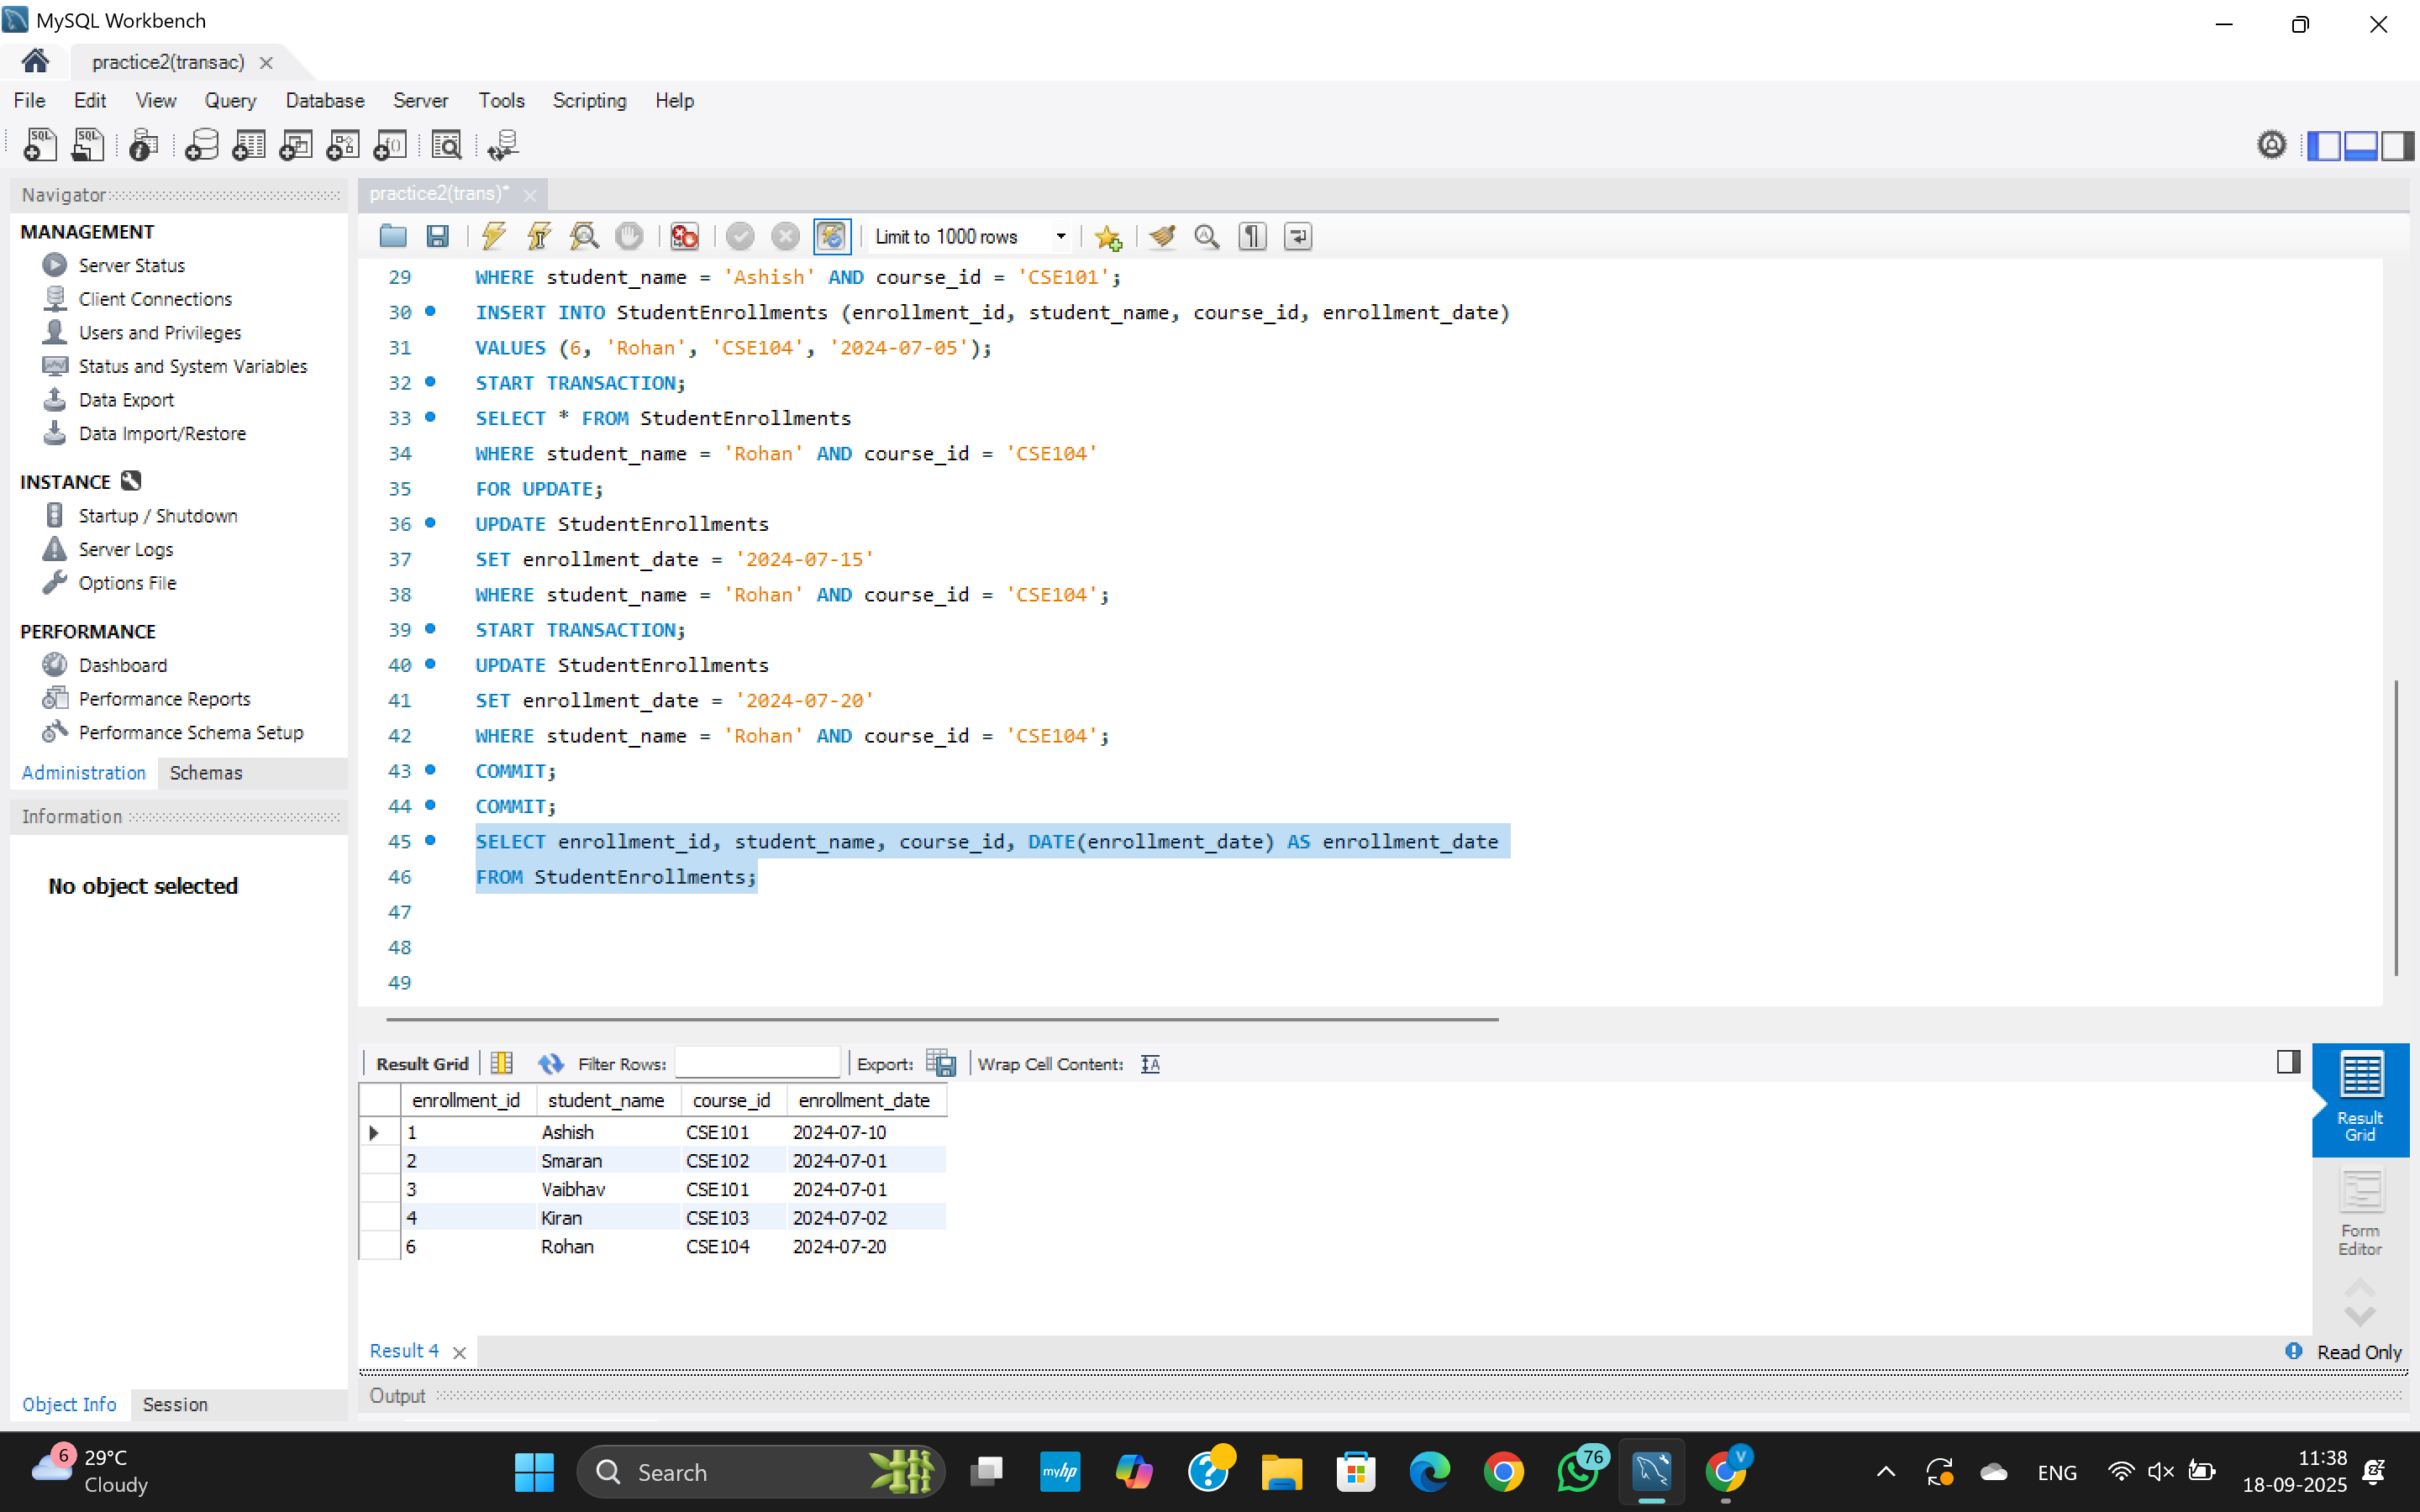 MySQL Workbench
practice2(transac)
File Edit View Query Database Server Tools Scripting Help
Navigator
MANAGEMENT
Server Status
Client Connections
Users and Privileges
Status and System Variables
Data Export
Data Import/Restore
INSTANCE
Startup / Shutdown
Server Logs
Options File
PERFORMANCE
Dashboard
Performance Reports
Performance Schema Setup
Administration Schemas
Information
No object selected
Object Info Session
practice2(trans)*
Limit to 1000 rows
29 WHERE student_name = 'Ashish' AND course_id = 'CSE101';
30 INSERT INTO StudentEnrollments (enrollment_id, student_name, course_id, enrollment_date)
31 VALUES (6, 'Rohan', 'CSE104', '2024-07-05');
32 START TRANSACTION;
33 SELECT * FROM StudentEnrollments
34 WHERE student_name = 'Rohan' AND course_id = 'CSE104'
35 FOR UPDATE;
36 UPDATE StudentEnrollments
37 SET enrollment_date = '2024-07-15'
38 WHERE student_name = 'Rohan' AND course_id = 'CSE104';
39 START TRANSACTION;
40 UPDATE StudentEnrollments
41 SET enrollment_date = '2024-07-20'
42 WHERE student_name = 'Rohan' AND course_id = 'CSE104';
43 COMMIT;
44 COMMIT;
45 SELECT enrollment_id, student_name, course_id, DATE(enrollment_date) AS enrollment_date
46 FROM StudentEnrollments;
47
48
49
Result Grid Filter Rows: Export: Wrap Cell Content:
enrollment_id student_name course_id enrollment_date
1 Ashish CSE101 2024-07-10
2 Smaran CSE102 2024-07-01
3 Vaibhav CSE101 2024-07-01
4 Kiran CSE103 2024-07-02
6 Rohan CSE104 2024-07-20
Result
Grid
Form
Editor
Result 4
Read Only
Output
6
29°C
Cloudy
Search
myhp
76
V
ENG
11:38
18-09-2025